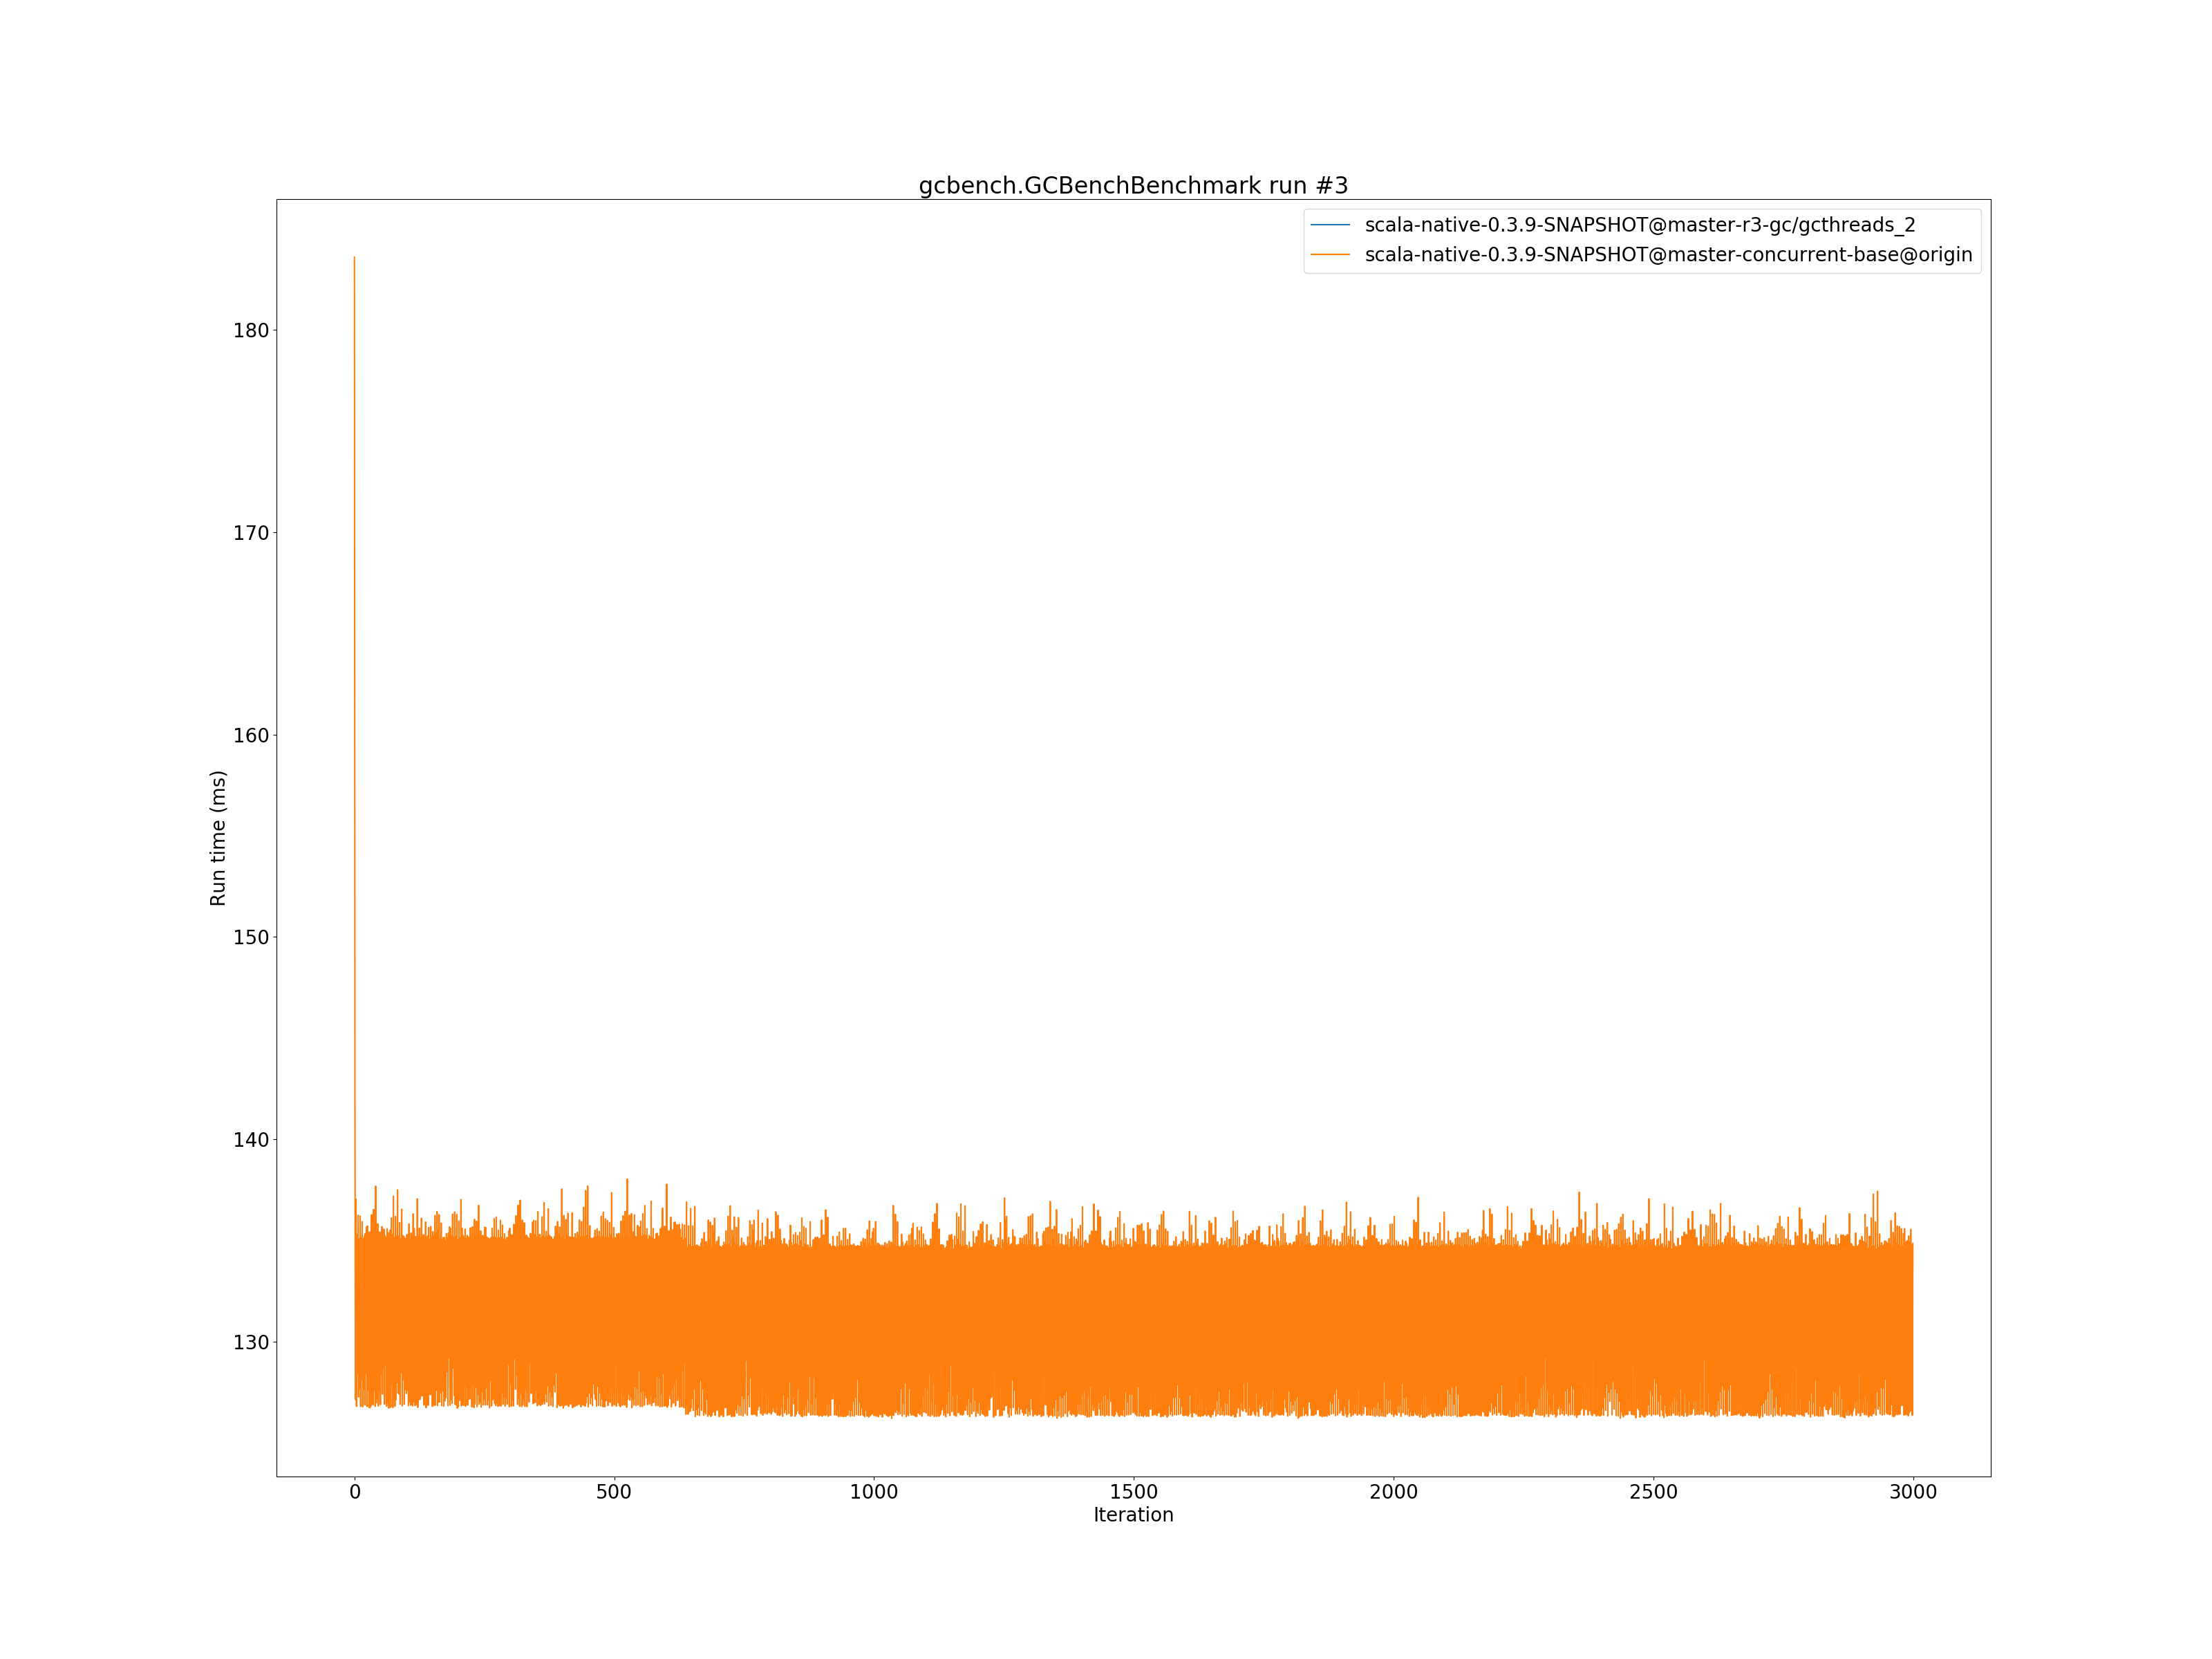 gcbench.GCBenchBenchmark run #3
scala-native-0.3.9-SNAPSHOT@master-r3-gc/gcthreads_2
scala-native-0.3.9-SNAPSHOT@master-concurrent-base@origin
180
170
160
150
140
130
Run time (ms)
0 500 1000 1500 2000 2500 3000
Iteration